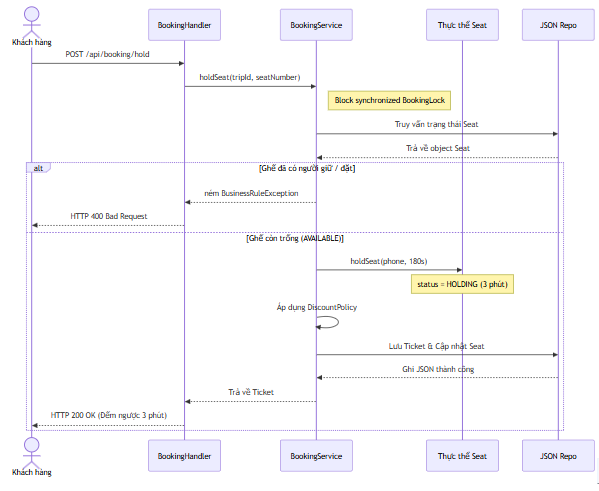 Khách hàng
BookingHandler
BookingService
Thực thể Seat
JSON Repo
POST /api/booking/hold
holdSeat(tripId, seatNumber)
Block synchronized BookingLock
Truy vấn trạng thái Seat
Trả về object Seat
alt
[Ghế đã có người giữ / đặt]
ném BusinessRuleException
HTTP 400 Bad Request
[Ghế còn trống (AVAILABLE)]
holdSeat(phone, 180s)
status = HOLDING (3 phút)
Áp dụng DiscountPolicy
Lưu Ticket & Cập nhật Seat
Ghi JSON thành công
Trả về Ticket
HTTP 200 OK (Đếm ngược 3 phút)
Khách hàng
BookingHandler
BookingService
Thực thể Seat
JSON Repo